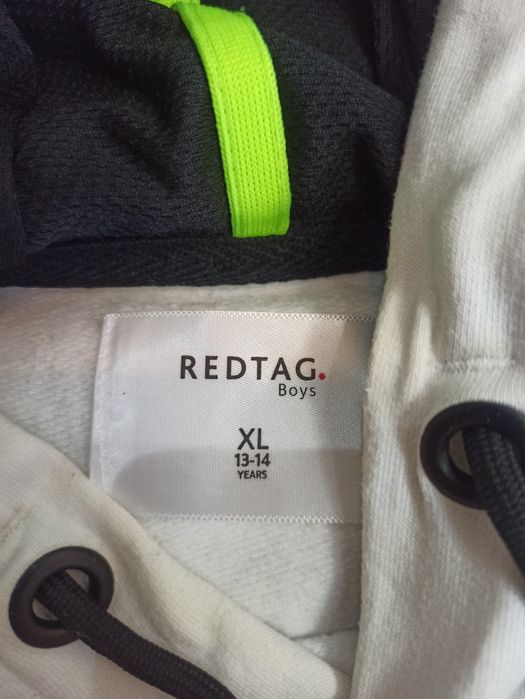 REDTAG.
Boys
XL
13-14
YEARS